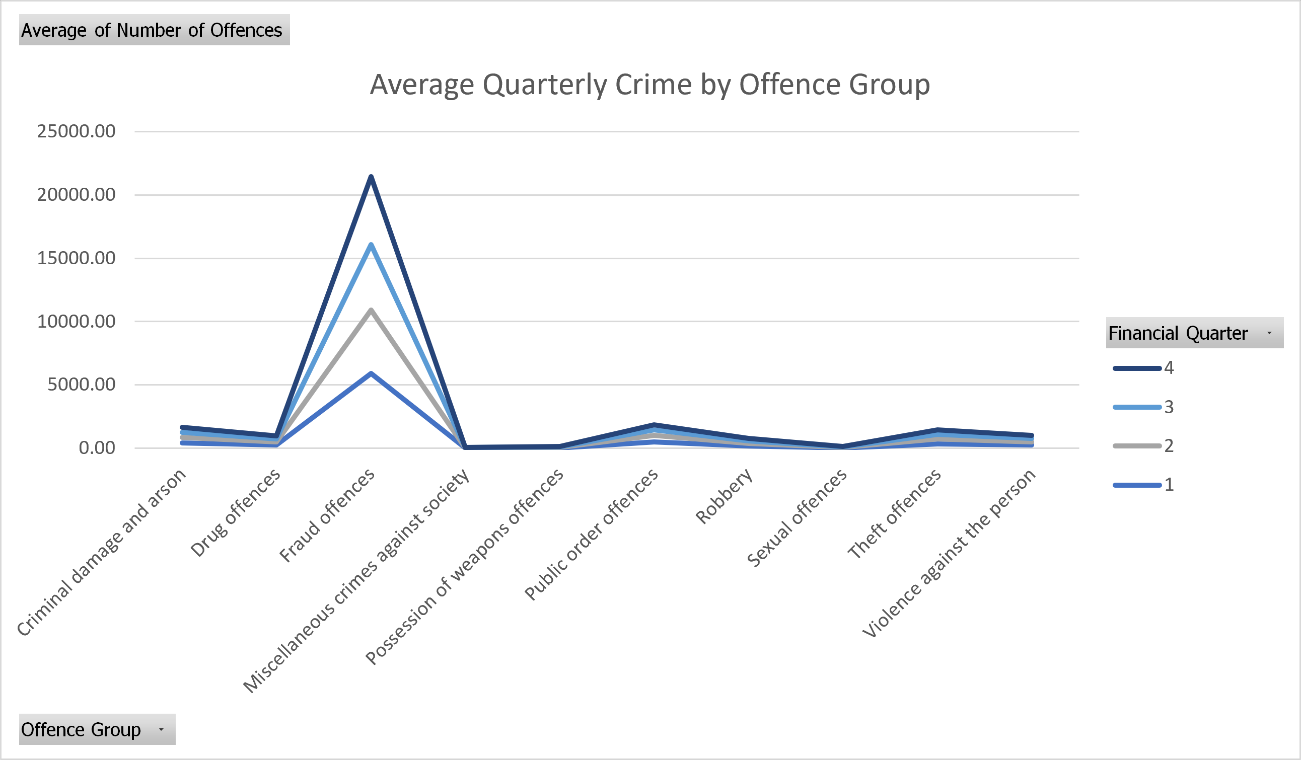 Average of Number of Offences
Average Quarterly Crime by Offence Group
25000.00
20000.00
15000.00
10000.00
5000.00
0.00
Criminal damage and arson
Drug offences
Fraud offences
Miscellaneous crimes against society
Possession of weapons offences
Public order offences
Robbery
Sexual offences
Theft offences
Violence against the person
Financial Quarter
4
3
2
1
Offence Group